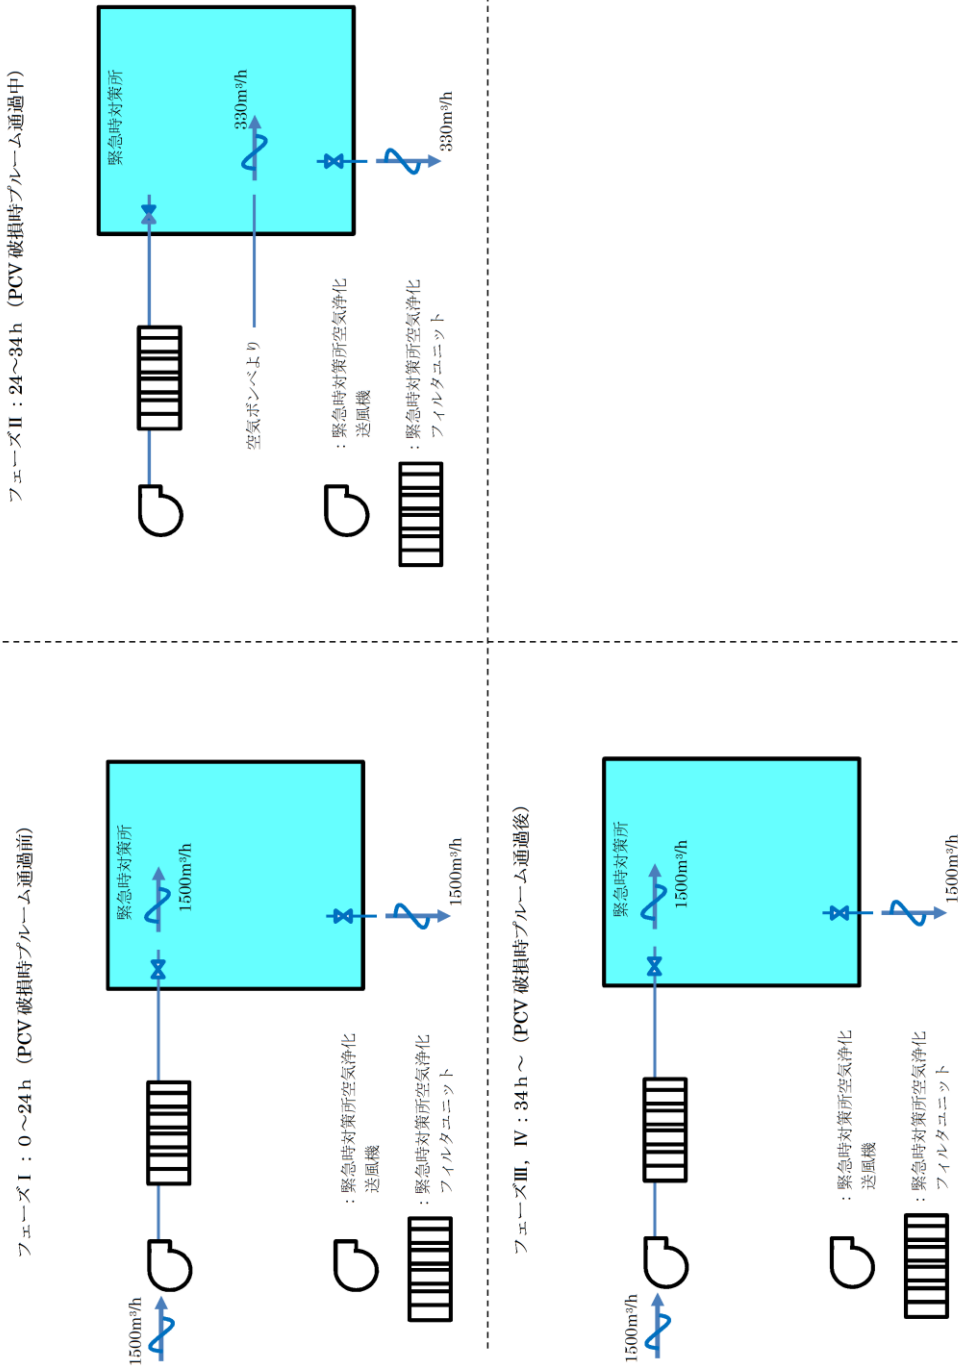 フェーズⅠ：０～24ｈ（PCV 破損時プルーム通過前）
緊急時対策所
1500m³/h
1500m³/h
1500m³/h
：緊急時対策所空気浄化
送風機
：緊急時対策所空気浄化
フィルタユニット
フェーズⅡ：24～34ｈ（PCV 破損時プルーム通過中）
緊急時対策所
330m³/h
空気ボンベより
330m³/h
：緊急時対策所空気浄化
送風機
：緊急時対策所空気浄化
フィルタユニット
フェーズⅢ，Ⅳ：34ｈ～（PCV 破損時プルーム通過後）
緊急時対策所
1500m³/h
1500m³/h
1500m³/h
：緊急時対策所空気浄化
送風機
：緊急時対策所空気浄化
フィルタユニット